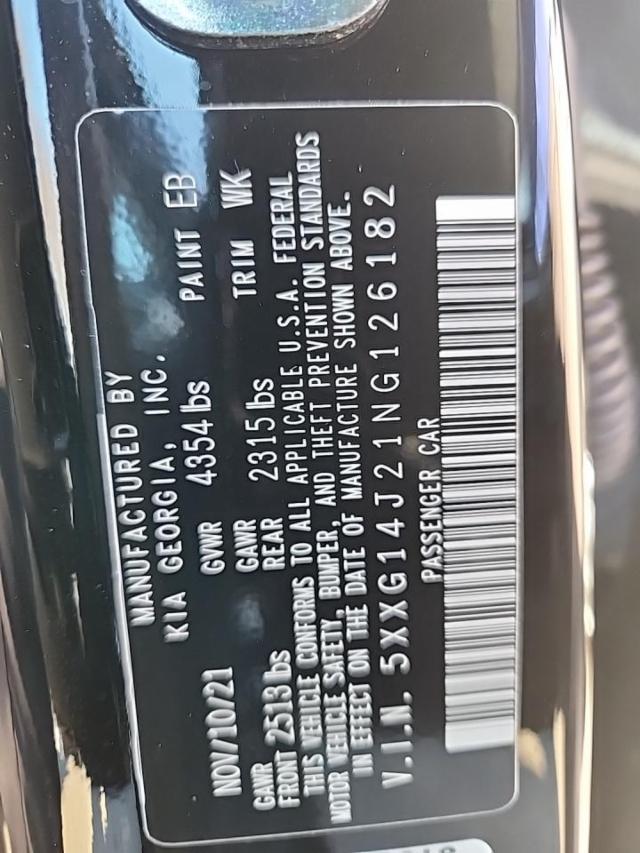 MANUFACTURED BY
KIA GEORGIA, INC.
NOV/10/21 GVWR 4354 lbs PAINT EB
GAWR FRONT 2513 lbs GAWR REAR 2315 lbs TRIM WK
THIS VEHICLE CONFORMS TO ALL APPLICABLE U.S.A. FEDERAL
MOTOR VEHICLE SAFETY, BUMPER, AND THEFT PREVENTION STANDARDS
IN EFFECT ON THE DATE OF MANUFACTURE SHOWN ABOVE.
V.I.N. 5XXG14J21NG126182
PASSENGER CAR